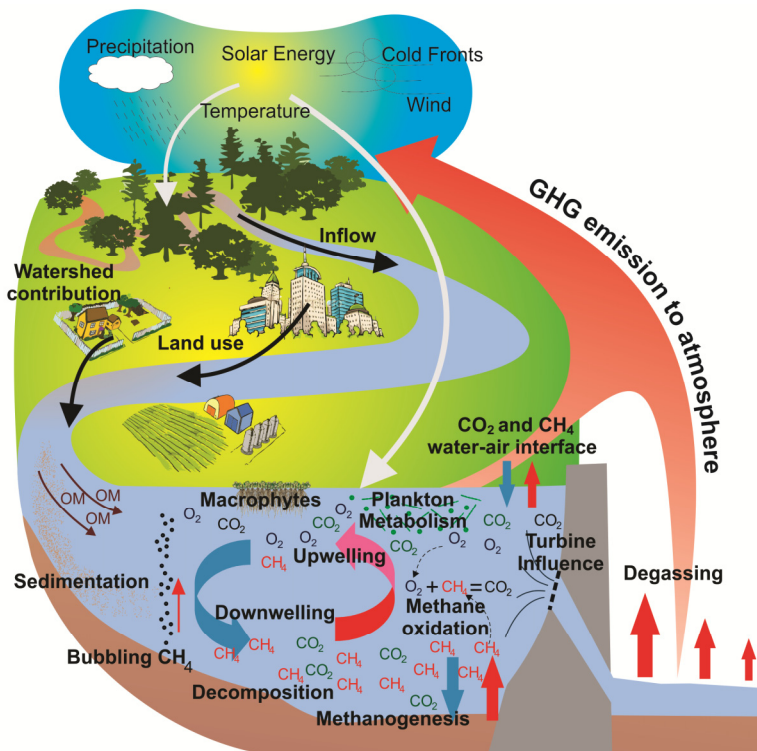 Precipitation
Solar Energy
Cold Fronts
Wind
Temperature
Inflow
Watershed
contribution
Land use
GHG emission to atmosphere
CO₂ and CH₄
water-air interface
Macrophytes
Plankton
Metabolism
OM
OM
OM
O₂
CO₂
O₂
CO₂
O₂
O₂
CO₂
CO₂
CO₂
O₂
O₂
CH₄
Upwelling
Turbine
Influence
Degassing
Sedimentation
O₂ + CH₄ = CO₂
Methane
oxidation
Downwelling
Bubbling CH₄
CH₄
CH₄
CO₂
CH₄
CO₂
CH₄
CH₄
CH₄
CO₂
CH₄
CH₄
CH₄
CH₄
CH₄
Decomposition
CO₂
Methanogenesis